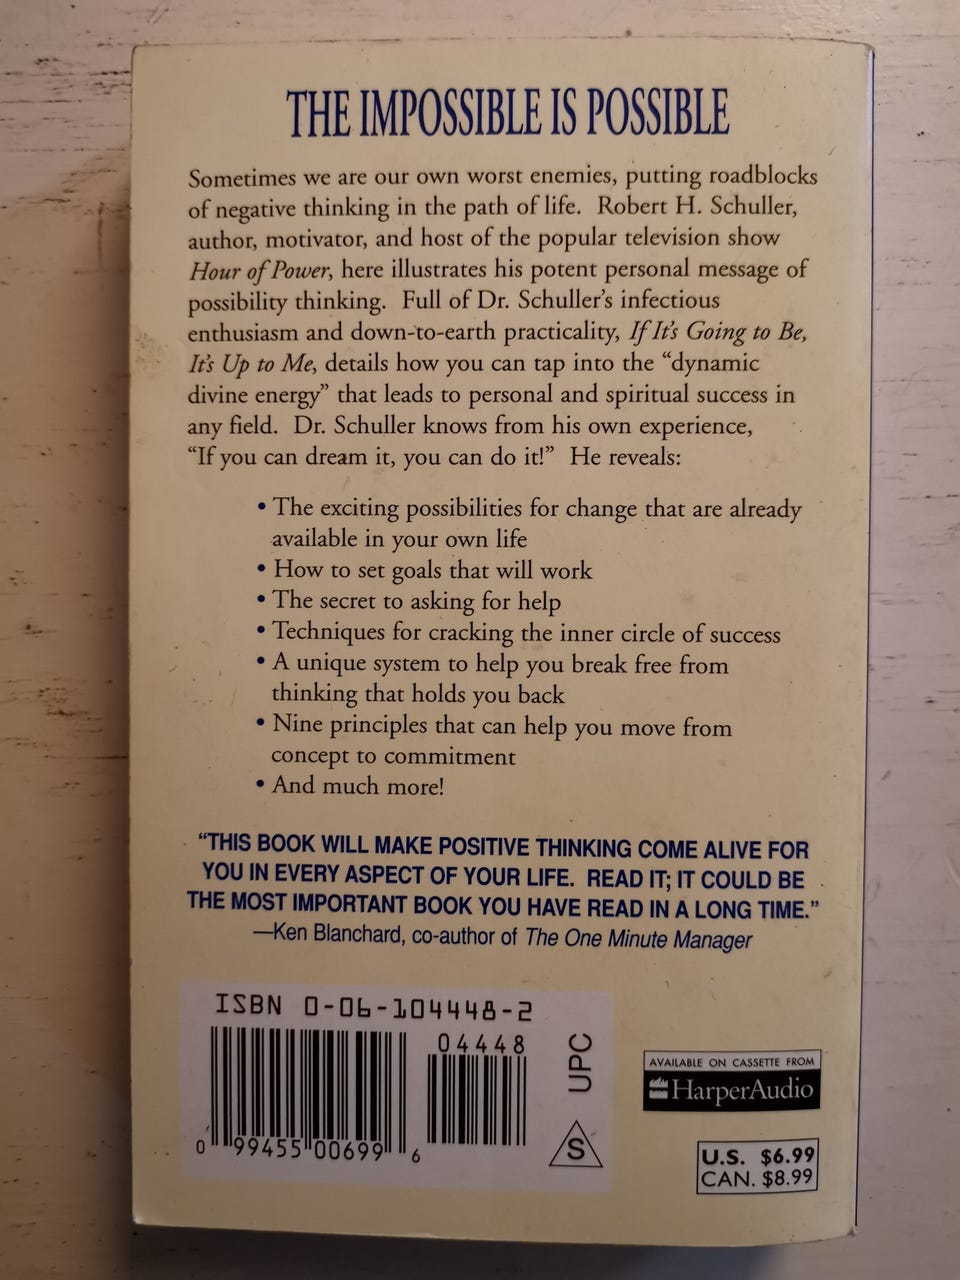 THE IMPOSSIBLE IS POSSIBLE
Sometimes we are our own worst enemies, putting roadblocks
of negative thinking in the path of life. Robert H. Schuller,
author, motivator, and host of the popular television show
Hour of Power, here illustrates his potent personal message of
possibility thinking. Full of Dr. Schuller's infectious
enthusiasm and down-to-earth practicality, If It's Going to Be,
It's Up to Me, details how you can tap into the “dynamic
divine energy” that leads to personal and spiritual success in
any field. Dr. Schuller knows from his own experience,
“If you can dream it, you can do it!” He reveals:
• The exciting possibilities for change that are already
available in your own life
• How to set goals that will work
• The secret to asking for help
• Techniques for cracking the inner circle of success
• A unique system to help you break free from
thinking that holds you back
• Nine principles that can help you move from
concept to commitment
• And much more!
“THIS BOOK WILL MAKE POSITIVE THINKING COME ALIVE FOR
YOU IN EVERY ASPECT OF YOUR LIFE. READ IT; IT COULD BE
THE MOST IMPORTANT BOOK YOU HAVE READ IN A LONG TIME.”
—Ken Blanchard, co-author of The One Minute Manager
ISBN 0-06-104448-2
04448
UPC
0 99455 00699 6
S
AVAILABLE ON CASSETTE FROM
HarperAudio
U.S. $6.99
CAN. $8.99